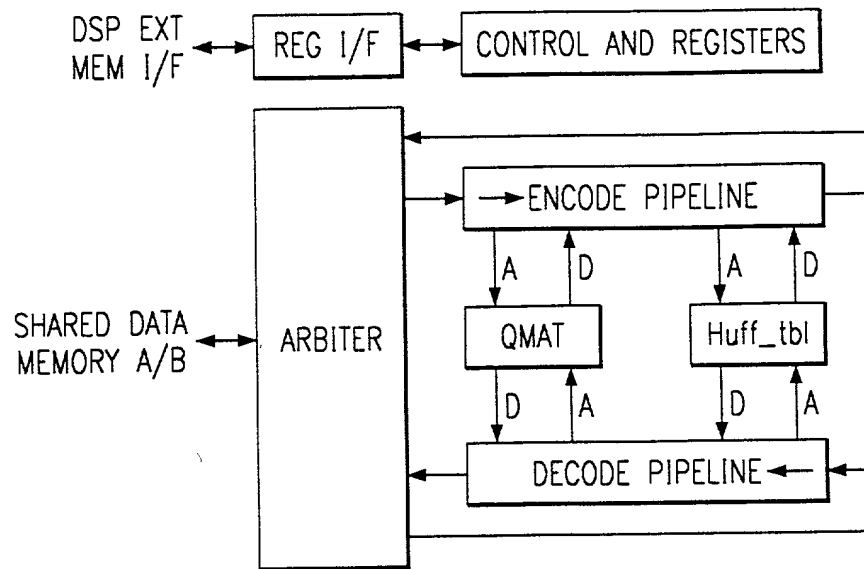 DSP EXT
MEM I/F
REG I/F
CONTROL AND REGISTERS
ENCODE PIPELINE
A
D
A
D
SHARED DATA
MEMORY A/B
ARBITER
QMAT
Huff_tbl
D
A
D
A
DECODE PIPELINE